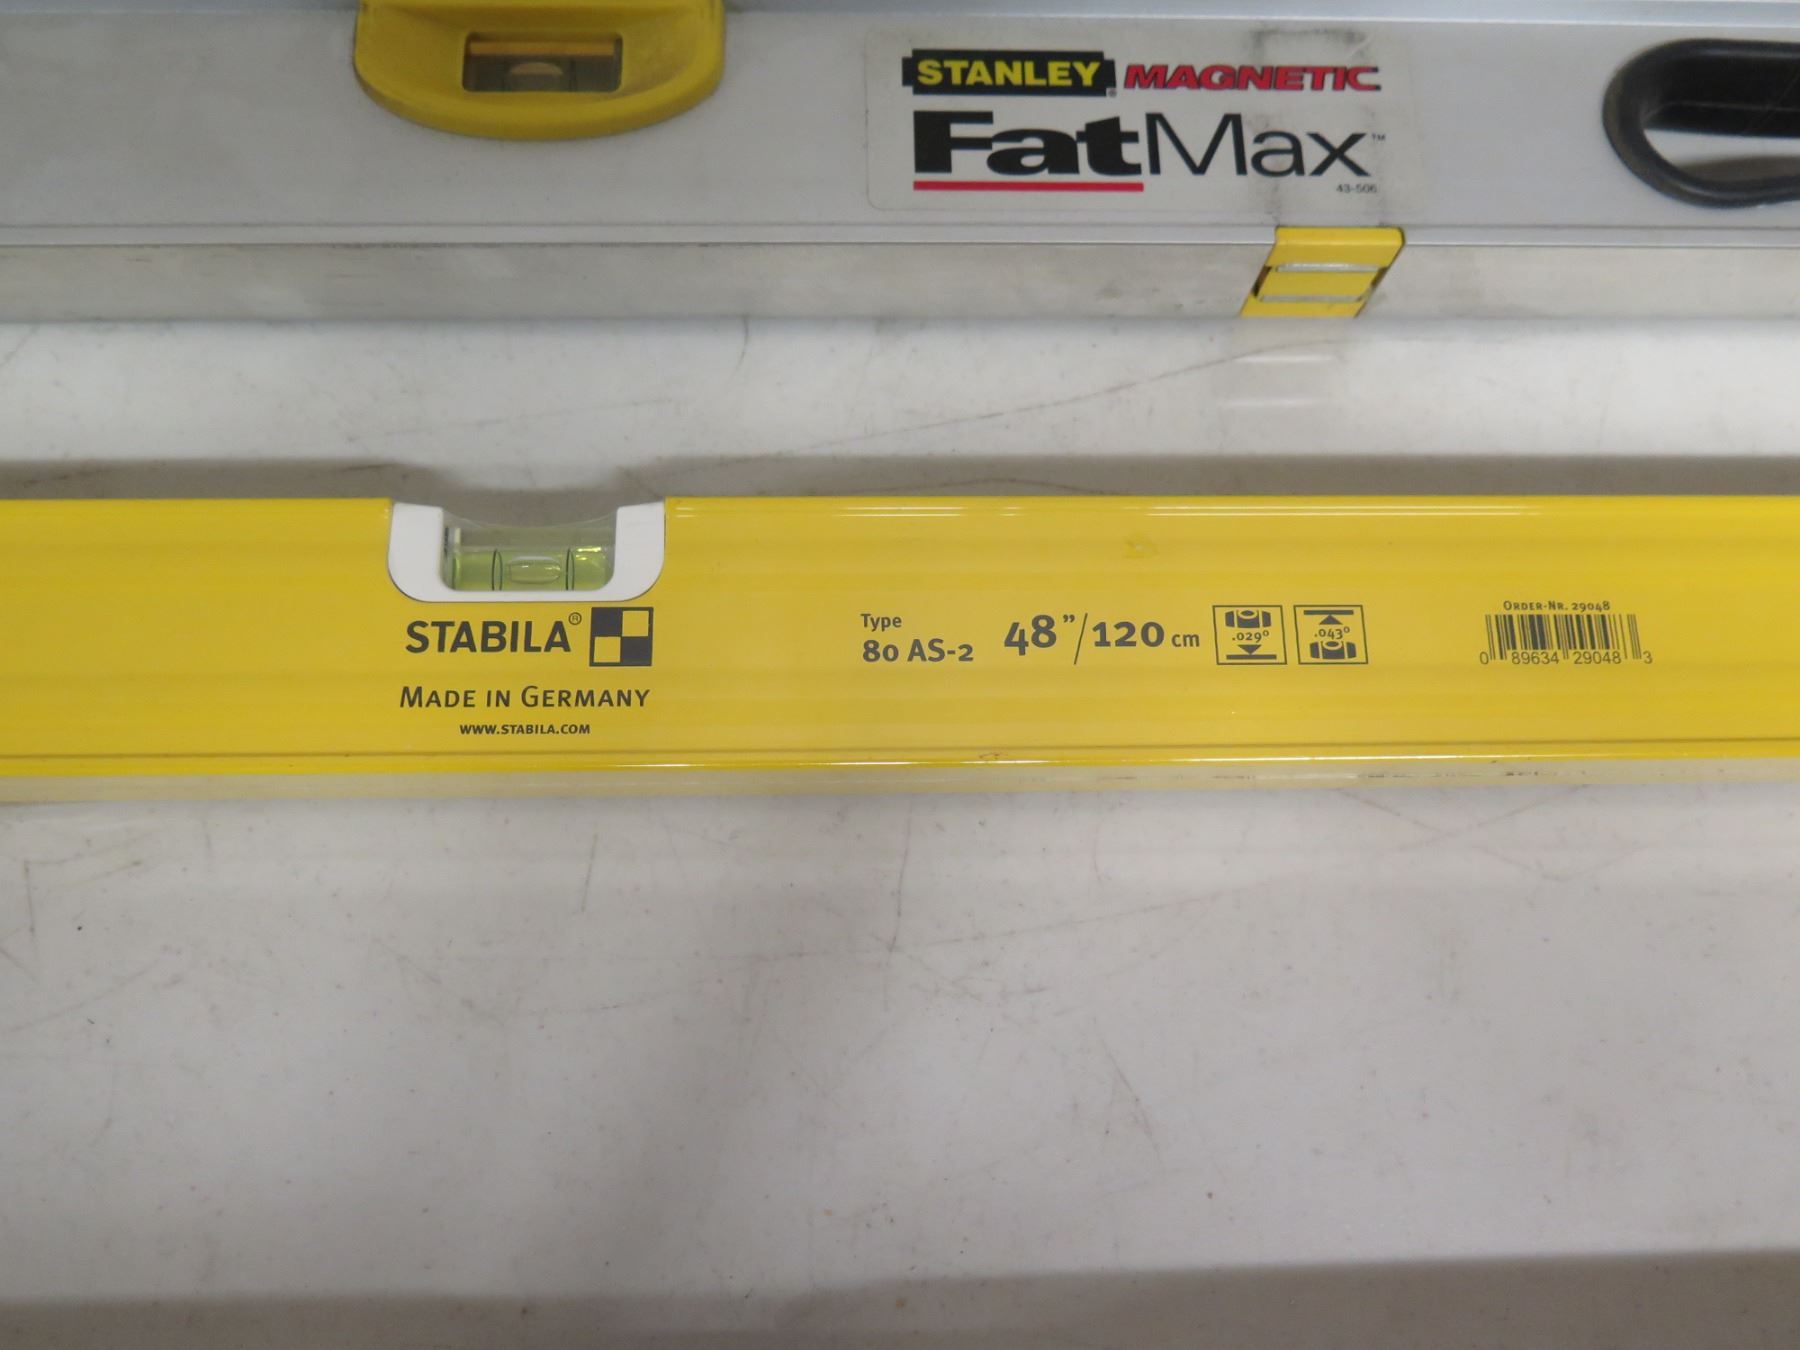 STANLEY® MAGNETIC
FatMax™
43-506
STABILA®
MADE IN GERMANY
WWW.STABILA.COM
Type
80 AS-2
48"/120 cm
.029°
.043°
ORDER-NR. 29048
0 89634 29048 3